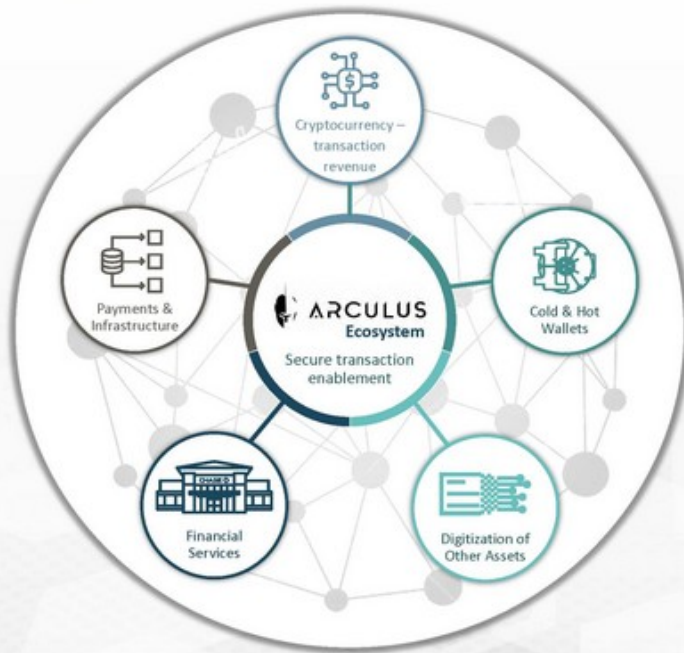 Cryptocurrency –
transaction
revenue
Payments &
Infrastructure
ARCULUS
Ecosystem
Secure transaction
enablement
Cold & Hot
Wallets
CHASE
Financial
Services
Digitization of
Other Assets